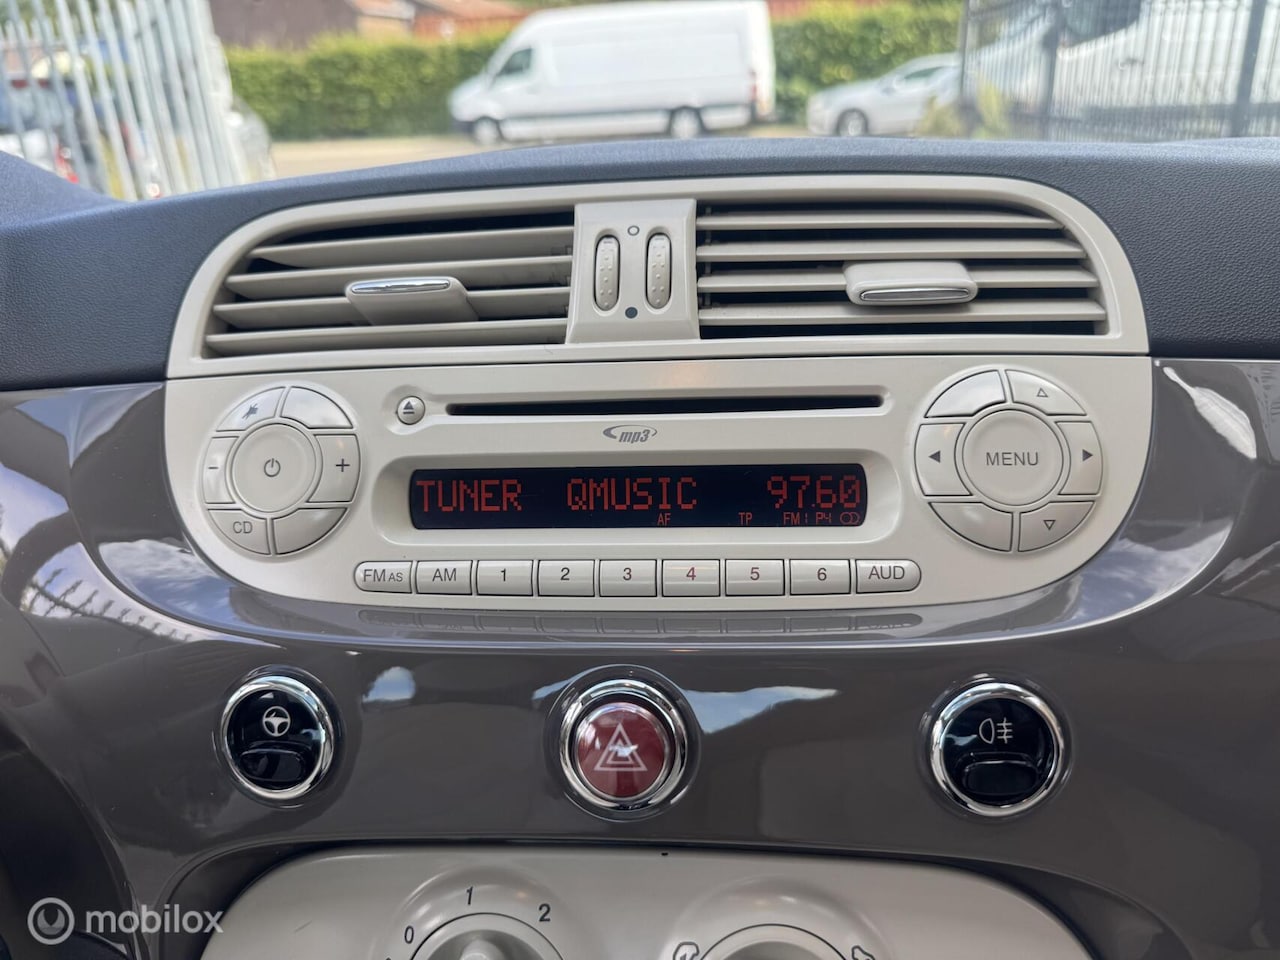 mp3
TUNER QMUSIC 97.60
AF TP FM1 P4
- +
CD
MENU
FM AS AM 1 2 3 4 5 6 AUD
0 1 2
mobilox